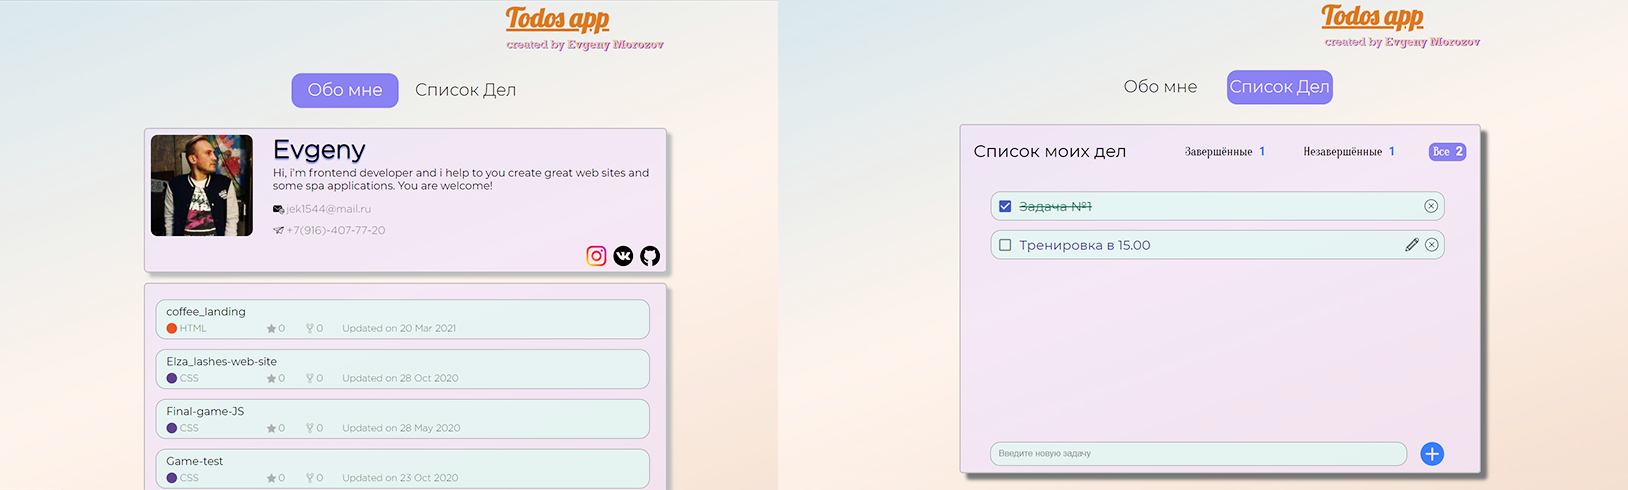 Todos app
created by Evgeny Morozov
Обо мне
Список Дел
Evgeny
Hi, i'm frontend developer and i help to you create great web sites and
some spa applications. You are welcome!
jek1544@mail.ru
+7(916)-407-77-20
coffee_landing
HTML 0 0 Updated on 20 Mar 2021
Elza_lashes-web-site
CSS 0 0 Updated on 28 Oct 2020
Final-game-JS
CSS 0 0 Updated on 28 May 2020
Game-test
CSS 0 0 Updated on 23 Oct 2020
Todos app
created by Evgeny Morozov
Обо мне
Список Дел
Список моих дел
Завершённые 1
Незавершённые 1
Все 2
Задача №1
Тренировка в 15.00
Введите новую задачу